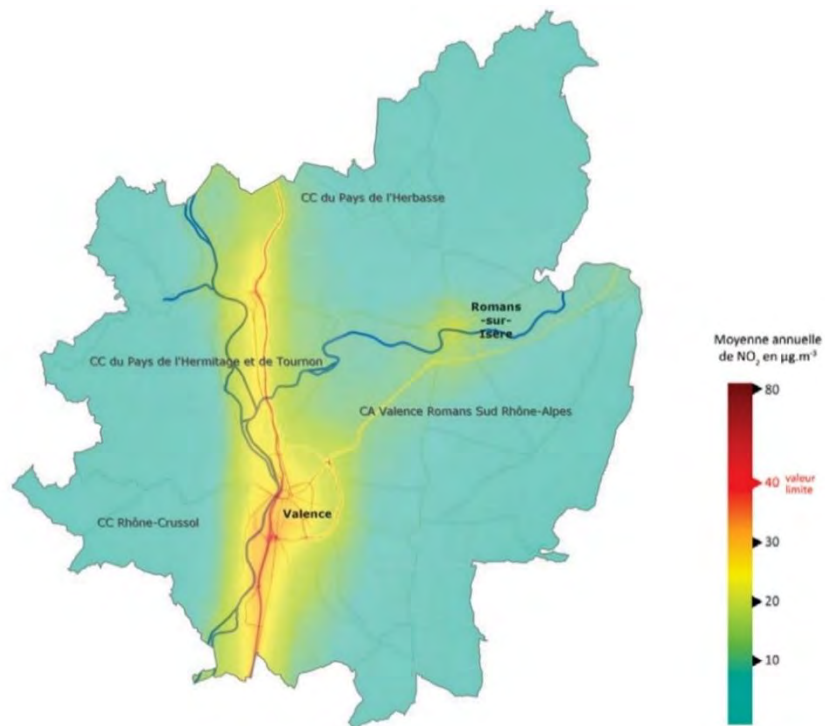 CC du Pays de l'Herbasse
Romans
-sur-
Isère
CC du Pays de l'Hermitage et de Tournon
CA Valence Romans Sud Rhône-Alpes
CC Rhône-Crussol
Valence
Moyenne annuelle
de NO₂ en µg.m⁻³
80
40 valeur
limite
30
20
10